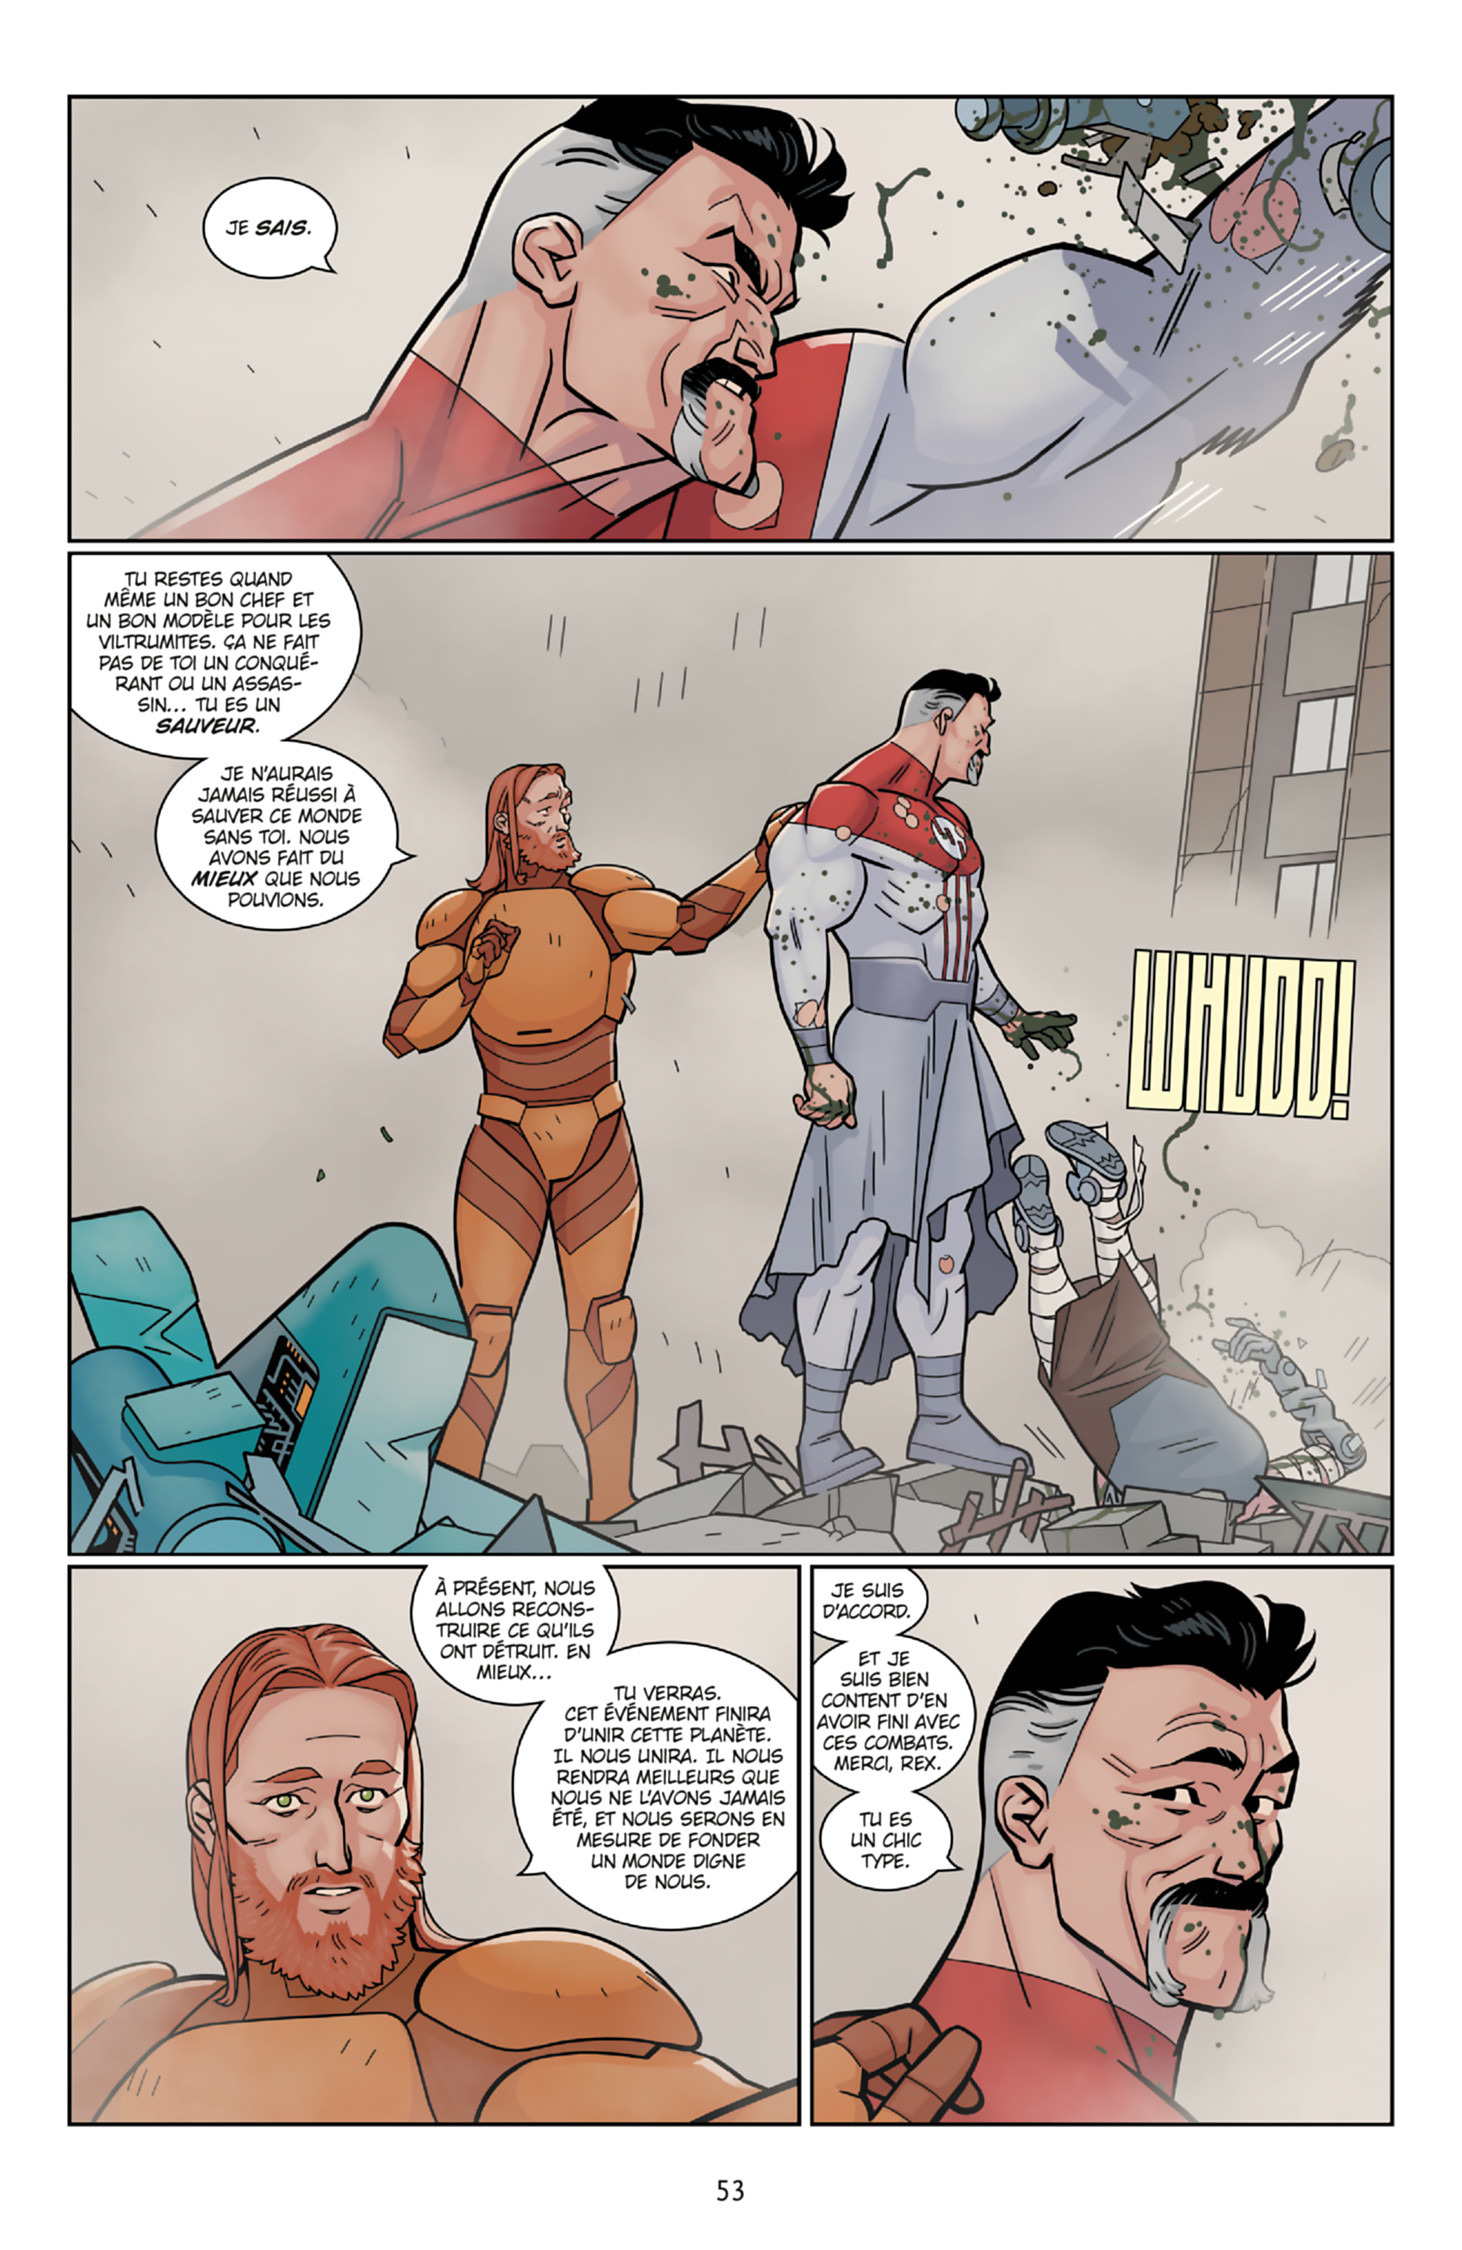 JE SAIS.
TU RESTES QUAND
MÊME UN BON CHEF ET
UN BON MODÈLE POUR LES
VILTRUMITES. ÇA NE FAIT
PAS DE TOI UN CONQUÉ-
RANT OU UN ASSAS-
SIN... TU ES UN
SAUVEUR.
JE N'AURAIS
JAMAIS RÉUSSI À
SAUVER CE MONDE
SANS TOI. NOUS
AVONS FAIT DU
MIEUX QUE NOUS
POUVIONS.
WHUDD!
À PRÉSENT, NOUS
ALLONS RECONS-
TRUIRE CE QU'ILS
ONT DÉTRUIT. EN
MIEUX...
TU VERRAS.
CET ÉVÉNEMENT FINIRA
D'UNIR CETTE PLANÈTE.
IL NOUS UNIRA. IL NOUS
RENDRA MEILLEURS QUE
NOUS NE L'AVONS JAMAIS
ÉTÉ, ET NOUS SERONS EN
MESURE DE FONDER
UN MONDE DIGNE
DE NOUS.
JE SUIS
D'ACCORD.
ET JE
SUIS BIEN
CONTENT D'EN
AVOIR FINI AVEC
CES COMBATS.
MERCI, REX.
TU ES
UN CHIC
TYPE.
53